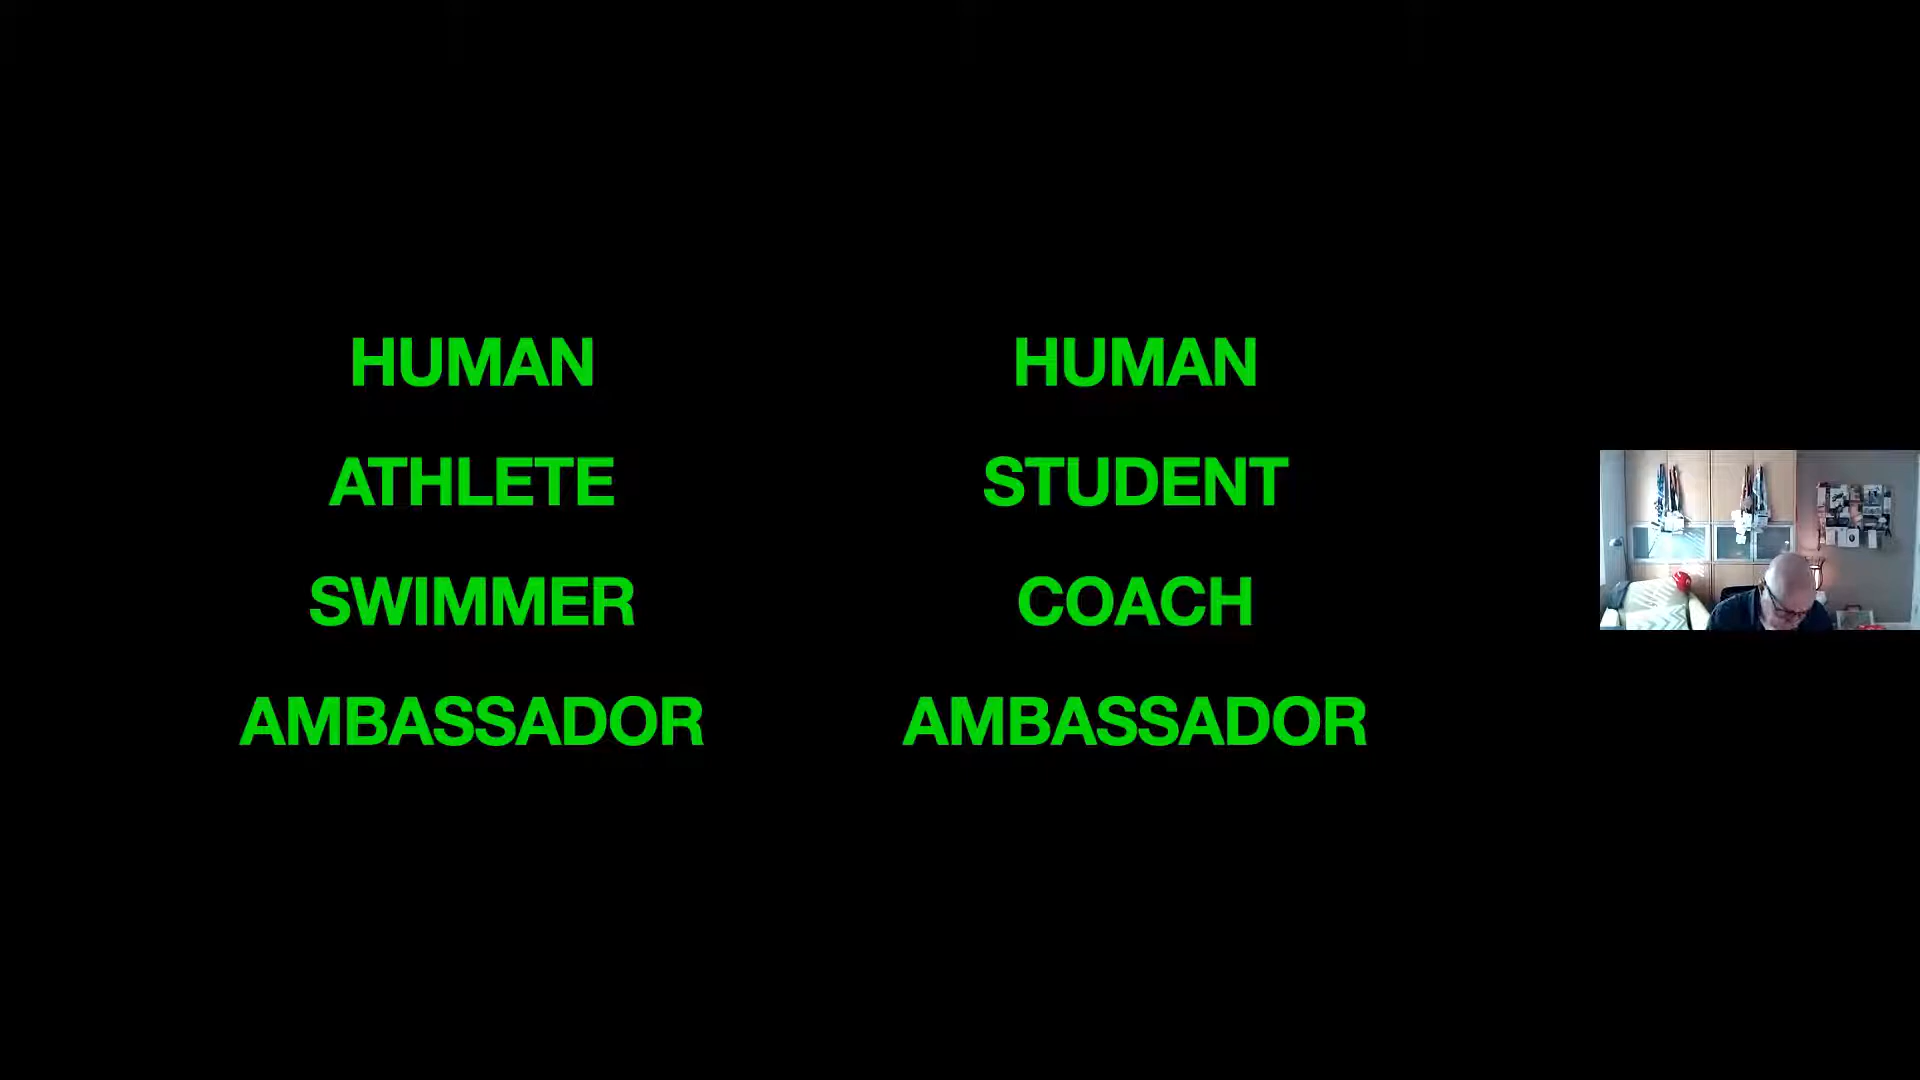 HUMAN
ATHLETE
SWIMMER
AMBASSADOR
HUMAN
STUDENT
COACH
AMBASSADOR